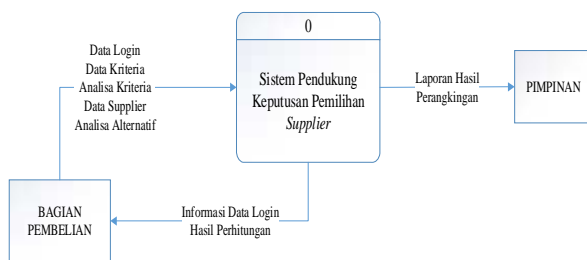 0
Data Login
Data Kriteria
Analisa Kriteria
Data Supplier
Analisa Alternatif
Sistem Pendukung
Keputusan Pemilihan
Supplier
Laporan Hasil
Perangkingan
PIMPINAN
BAGIAN
PEMBELIAN
Informasi Data Login
Hasil Perhitungan